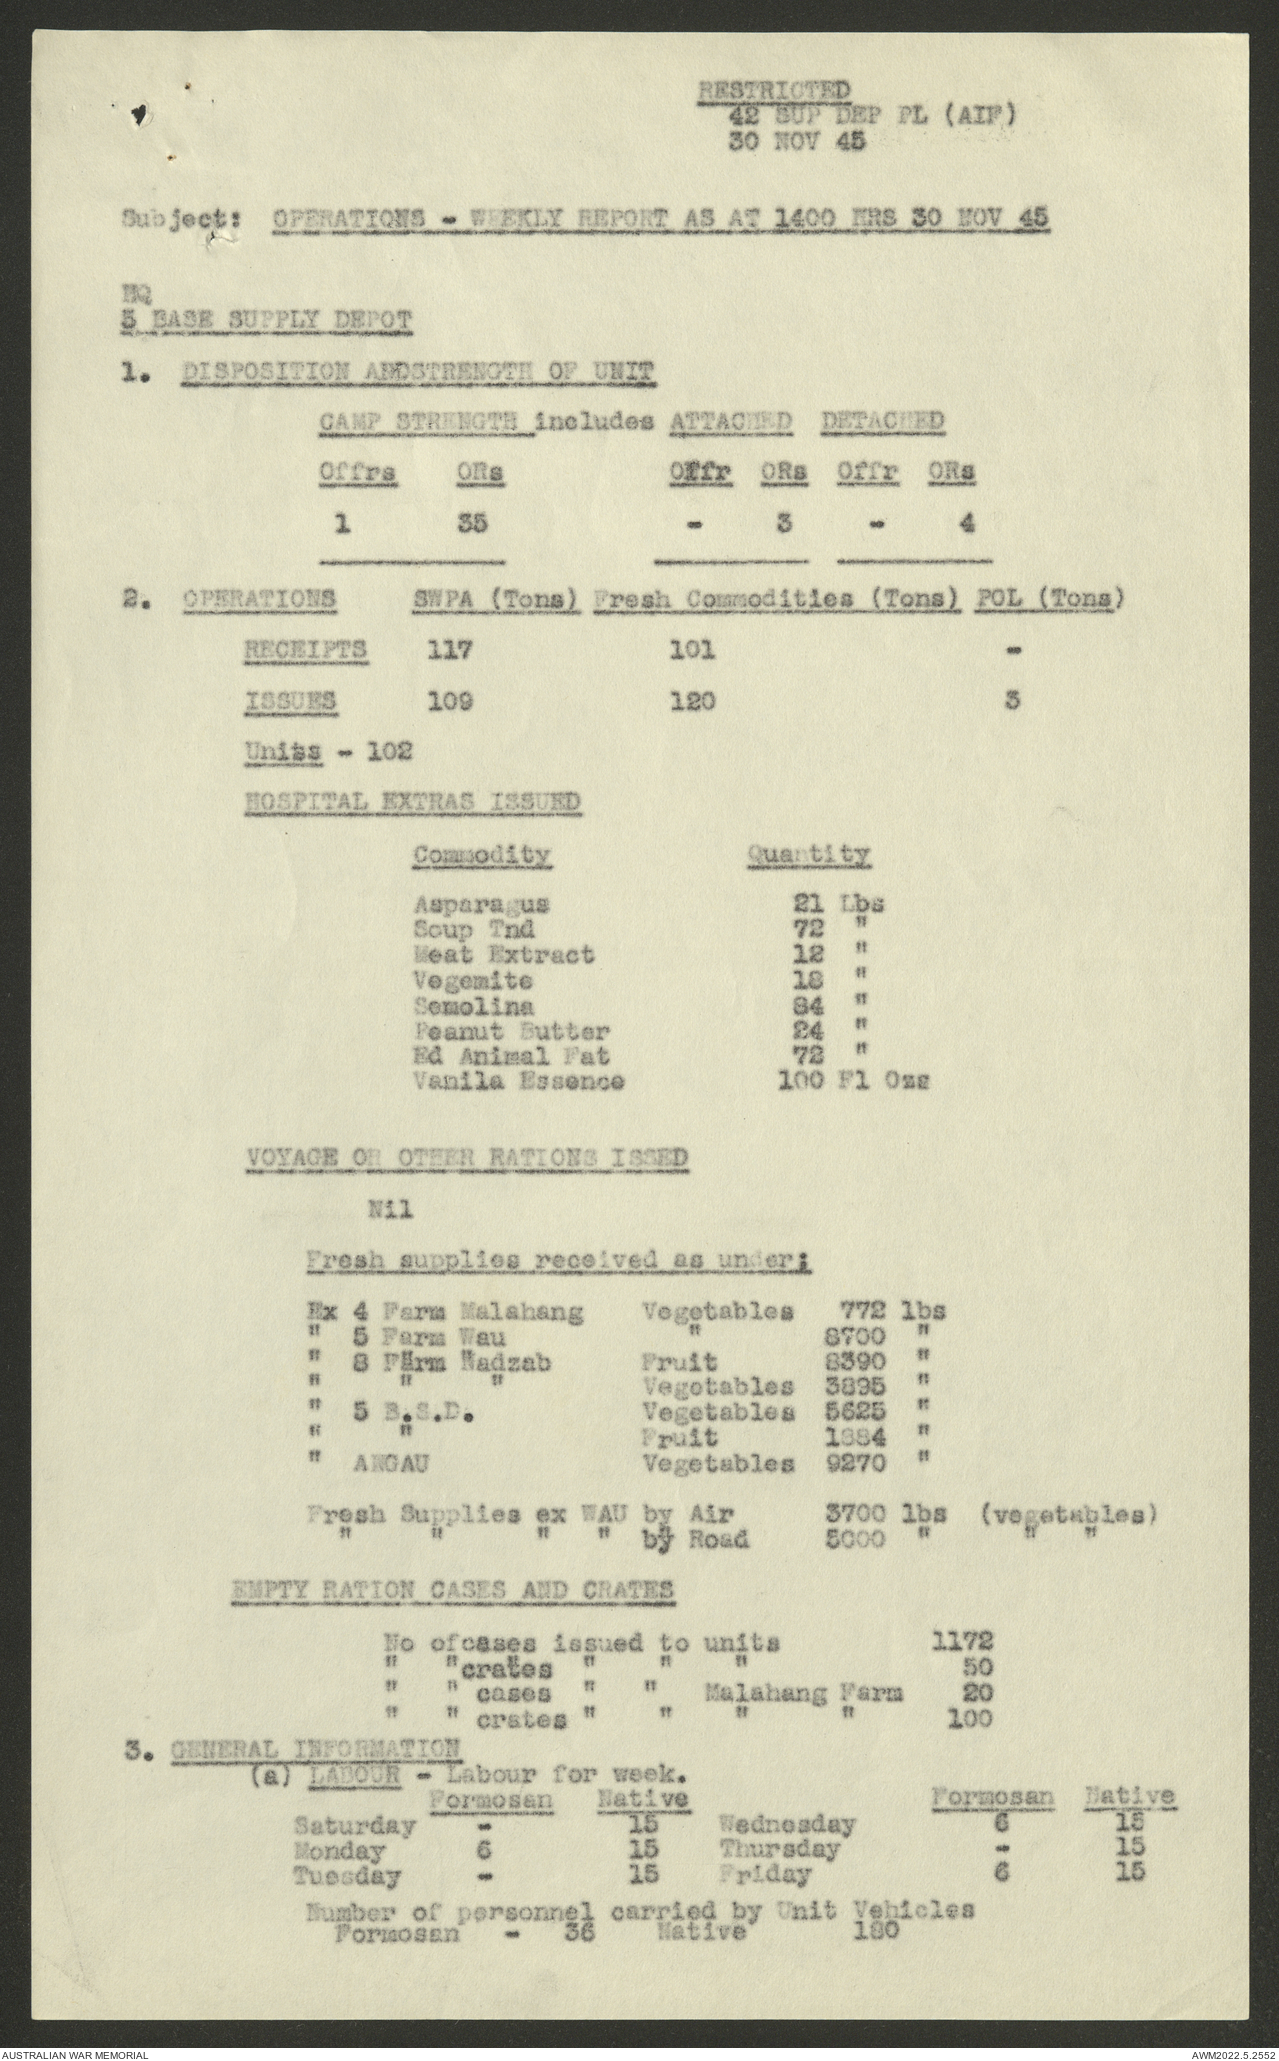 RESTRICTED
42 SUP DEP PL (AIF)
30 NOV 45
Subject: OPERATIONS - WEEKLY REPORT AS AT 1400 HRS 30 NOV 45
HQ
5 BASE SUPPLY DEPOT
1. DISPOSITION ANDSTRENGTH OF UNIT
CAMP STRENGTH includes ATTACHED DETACHED
Offrs ORs Offr ORs Offr ORs
1 35 - 3 - 4
2. OPERATIONS SWPA (Tons) Fresh Commodities (Tons) POL (Tons)
RECEIPTS 117 101 -
ISSUES 109 120 3
Units - 102
HOSPITAL EXTRAS ISSUED
Commodity Quantity
Asparagus 21 Lbs
Soup Tnd 72 "
Meat Extract 12 "
Vegemite 18 "
Semolina 84 "
Peanut Butter 24 "
Ed Animal Fat 72 "
Vanila Essence 100 Fl Ozs
VOYAGE OR OTHER RATIONS ISSED
Nil
Fresh supplies received as under:
Ex 4 Farm Malahang Vegetables 772 lbs
" 5 Farm Wau " 8700 "
" 8 Farm Nadzab Fruit 8390 "
" " " Vegetables 3895 "
" 5 B.S.D. Vegetables 5625 "
" " Fruit 1884 "
" ANGAU Vegetables 9270 "
Fresh Supplies ex WAU by Air 3700 lbs (vegetables)
" " " " by Road 5000 " " "
EMPTY RATION CASES AND CRATES
No ofcases issued to units 1172
" "crates " " " 50
" " cases " " Malahang Farm 20
" " crates " " " " 100
3. GENERAL INFORMATION
(a) LABOUR - Labour for week.
Formosan Native Formosan Native
Saturday - 15 Wednesday 6 15
Monday 6 15 Thursday - 15
Tuesday - 15 Friday 6 15
Number of personnel carried by Unit Vehicles
Formosan - 36 Native 180
AUSTRALIAN WAR MEMORIAL AWM2022.5.2552